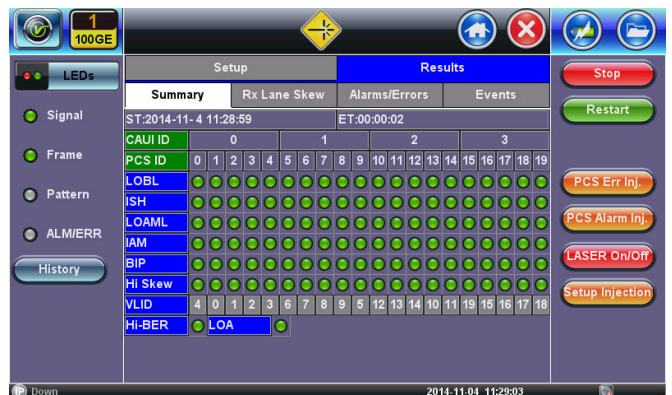 1
100GE
LEDs
Setup
Results
Stop
Summary
Rx Lane Skew
Alarms/Errors
Events
Signal
ST:2014-11- 4 11:28:59
ET:00:00:02
Restart
CAUI ID 0 1 2 3
Frame
PCS ID 0 1 2 3 4 5 6 7 8 9 10 11 12 13 14 15 16 17 18 19
LOBL
PCS Err Inj.
Pattern
ISH
LOAML
PCS Alarm Inj.
ALM/ERR
IAM
BIP
LASER On/Off
History
Hi Skew
VLID 4 0 1 2 3 6 7 8 9 5 12 13 14 10 11 19 15 16 17 18
Setup Injection
Hi-BER
LOA
IP Down
2014-11-04 11:29:03